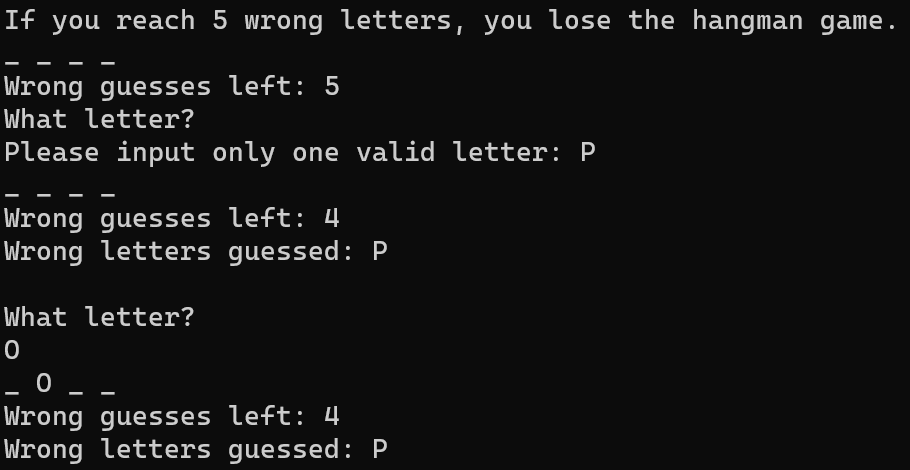 If you reach 5 wrong letters, you lose the hangman game.
_ _ _ _
Wrong guesses left: 5
What letter?
Please input only one valid letter: P
_ _ _ _
Wrong guesses left: 4
Wrong letters guessed: P

What letter?
O
_ O _ _
Wrong guesses left: 4
Wrong letters guessed: P